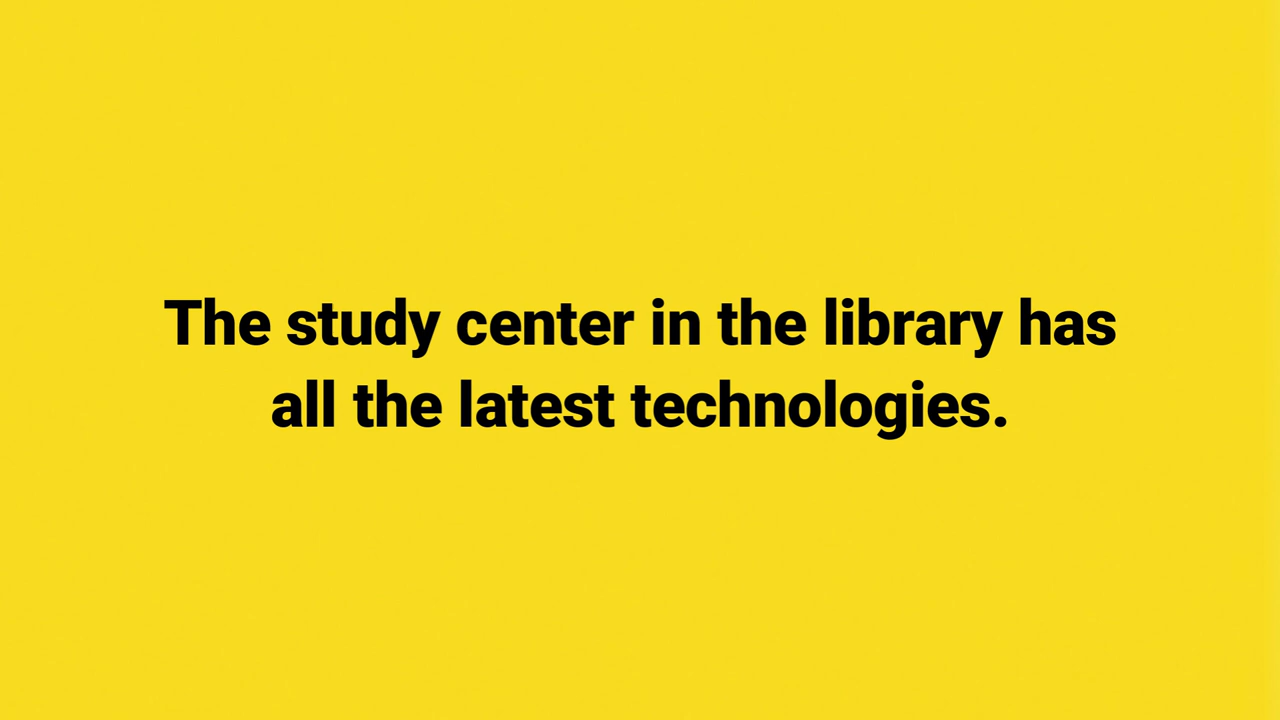 The study center in the library has
all the latest technologies.